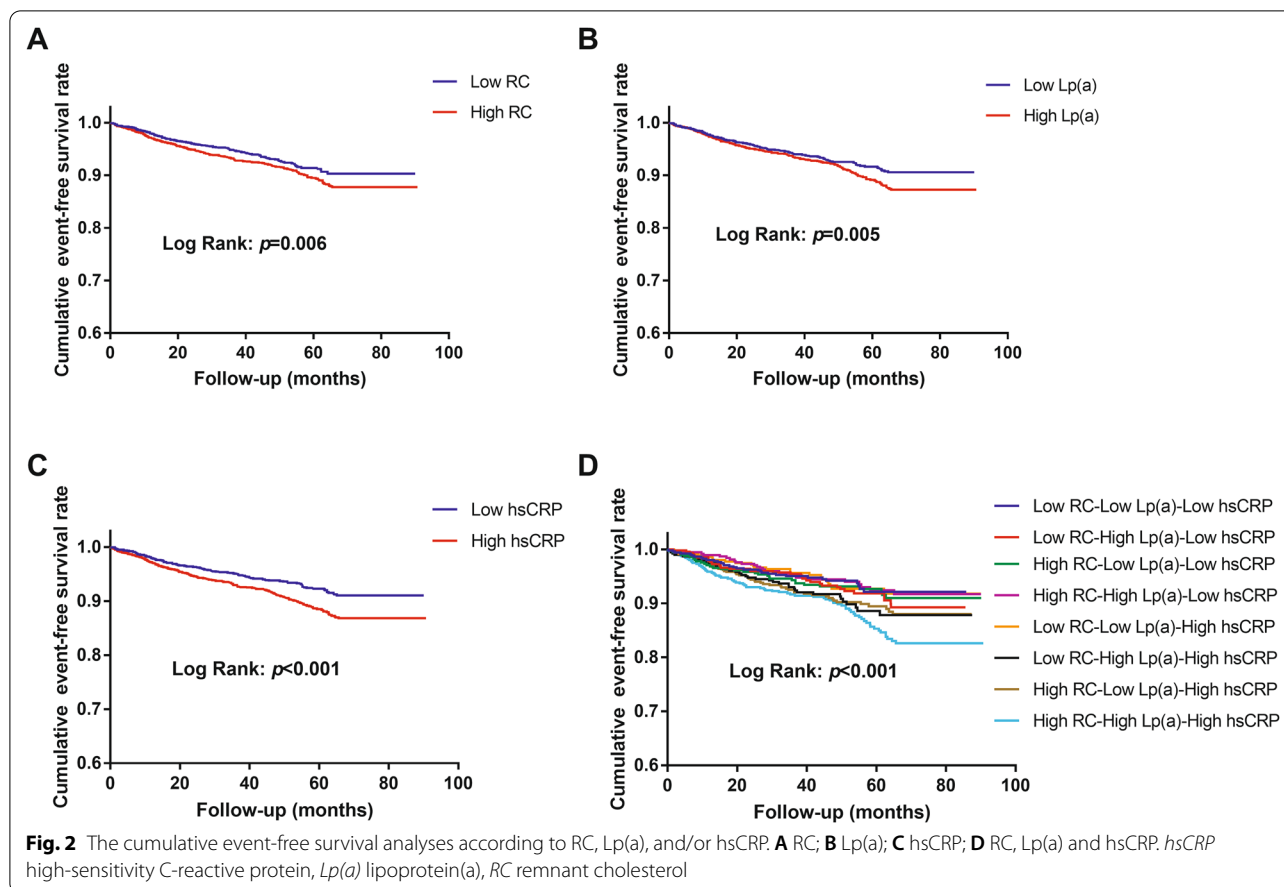 A
Cumulative event-free survival rate
Low RC
High RC
1.0
0.9
0.8
0.7
0.6
Log Rank: p=0.006
0 20 40 60 80 100
Follow-up (months)
B
Cumulative event-free survival rate
Low Lp(a)
High Lp(a)
1.0
0.9
0.8
0.7
0.6
Log Rank: p=0.005
0 20 40 60 80 100
Follow-up (months)
C
Cumulative event-free survival rate
Low hsCRP
High hsCRP
1.0
0.9
0.8
0.7
0.6
Log Rank: p<0.001
0 20 40 60 80 100
Follow-up (months)
D
Cumulative event-free survival rate
Low RC-Low Lp(a)-Low hsCRP
Low RC-High Lp(a)-Low hsCRP
High RC-Low Lp(a)-Low hsCRP
High RC-High Lp(a)-Low hsCRP
Low RC-Low Lp(a)-High hsCRP
Low RC-High Lp(a)-High hsCRP
High RC-Low Lp(a)-High hsCRP
High RC-High Lp(a)-High hsCRP
1.0
0.9
0.8
0.7
0.6
Log Rank: p<0.001
0 20 40 60 80 100
Follow-up (months)
Fig. 2 The cumulative event-free survival analyses according to RC, Lp(a), and/or hsCRP. A RC; B Lp(a); C hsCRP; D RC, Lp(a) and hsCRP. hsCRP
high-sensitivity C-reactive protein, Lp(a) lipoprotein(a), RC remnant cholesterol